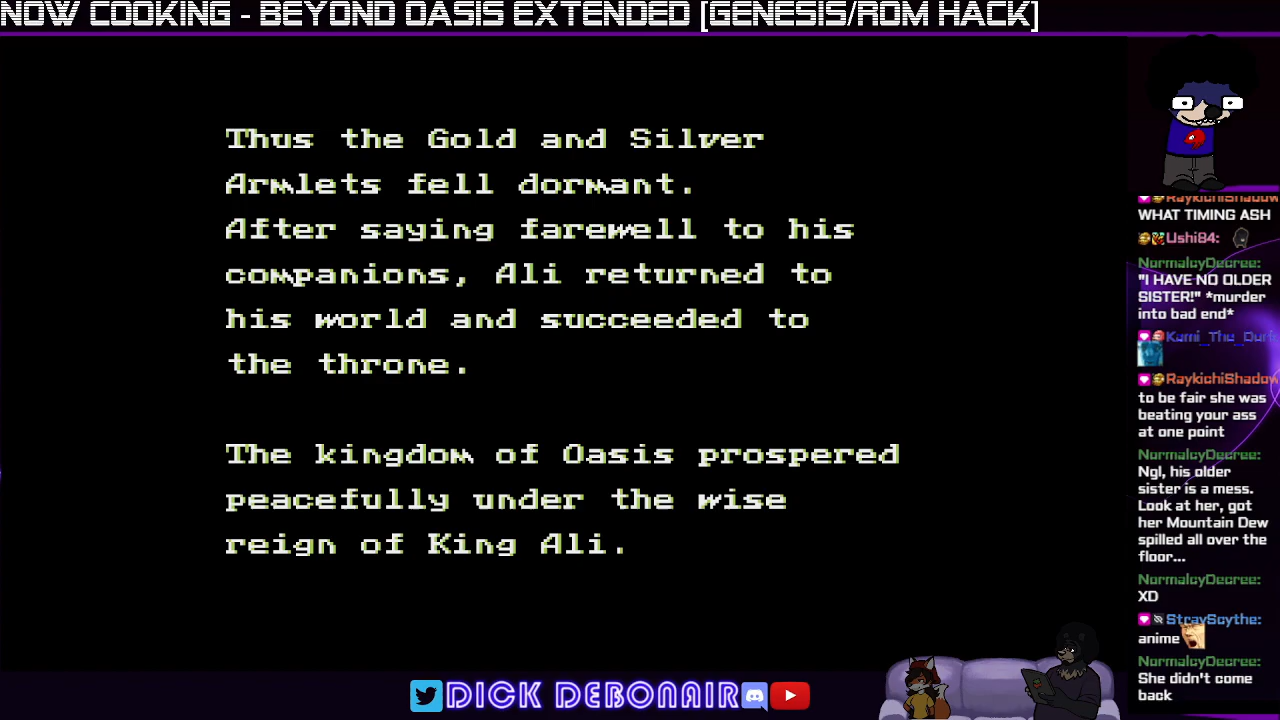 NOW COOKING - BEYOND OASIS EXTENDED [GENESIS/ROM HACK]
Thus the Gold and Silver
Armlets fell dormant.
After saying farewell to his
companions, Ali returned to
his world and succeeded to
the throne.
The kingdom of Oasis prospered
peacefully under the wise
reign of King Ali.
RaykichiShadow
WHAT TIMING ASH
Ushi84:
NormalcyDecree:
"I HAVE NO OLDER
SISTER!" *murder
into bad end*
Kumi_The_Dark
RaykichiShadow
to be fair she was
beating your ass
at one point
NormalcyDecree:
Ngl, his older
sister is a mess.
Look at her, got
her Mountain Dew
spilled all over the
floor...
NormalcyDecree:
XD
StrayScythe:
anime
NormalcyDecree:
She didn't come
back
DICK DEBONAIR